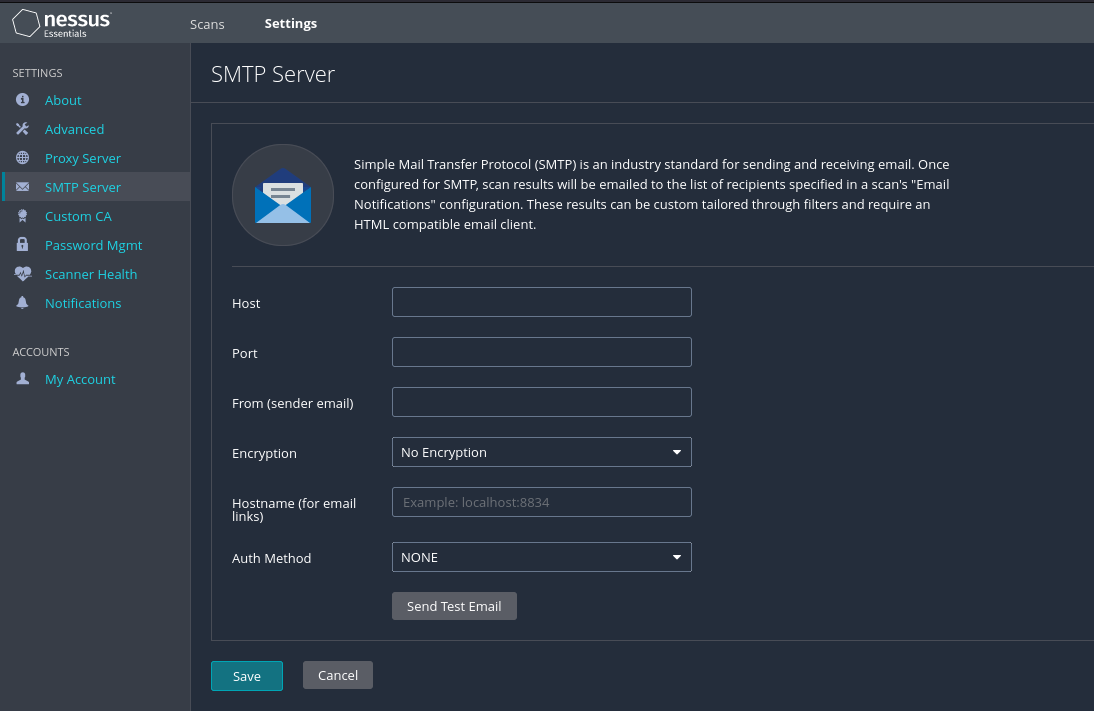 nessus
Essentials
Scans
Settings
SETTINGS
About
Advanced
Proxy Server
SMTP Server
Custom CA
Password Mgmt
Scanner Health
Notifications
ACCOUNTS
My Account
SMTP Server
Simple Mail Transfer Protocol (SMTP) is an industry standard for sending and receiving email. Once
configured for SMTP, scan results will be emailed to the list of recipients specified in a scan's "Email
Notifications" configuration. These results can be custom tailored through filters and require an
HTML compatible email client.
Host
Port
From (sender email)
Encryption
No Encryption
Hostname (for email
links)
Example: localhost:8834
Auth Method
NONE
Send Test Email
Save
Cancel